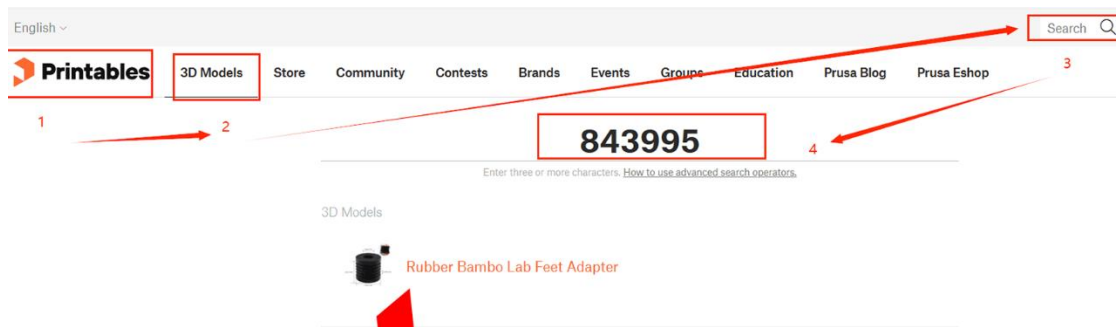 English
Search
Printables
3D Models Store Community Contests Brands Events Groups Education Prusa Blog Prusa Eshop
3
1
2
843995
4
Enter three or more characters. How to use advanced search operators.
3D Models
Rubber Bambo Lab Feet Adapter